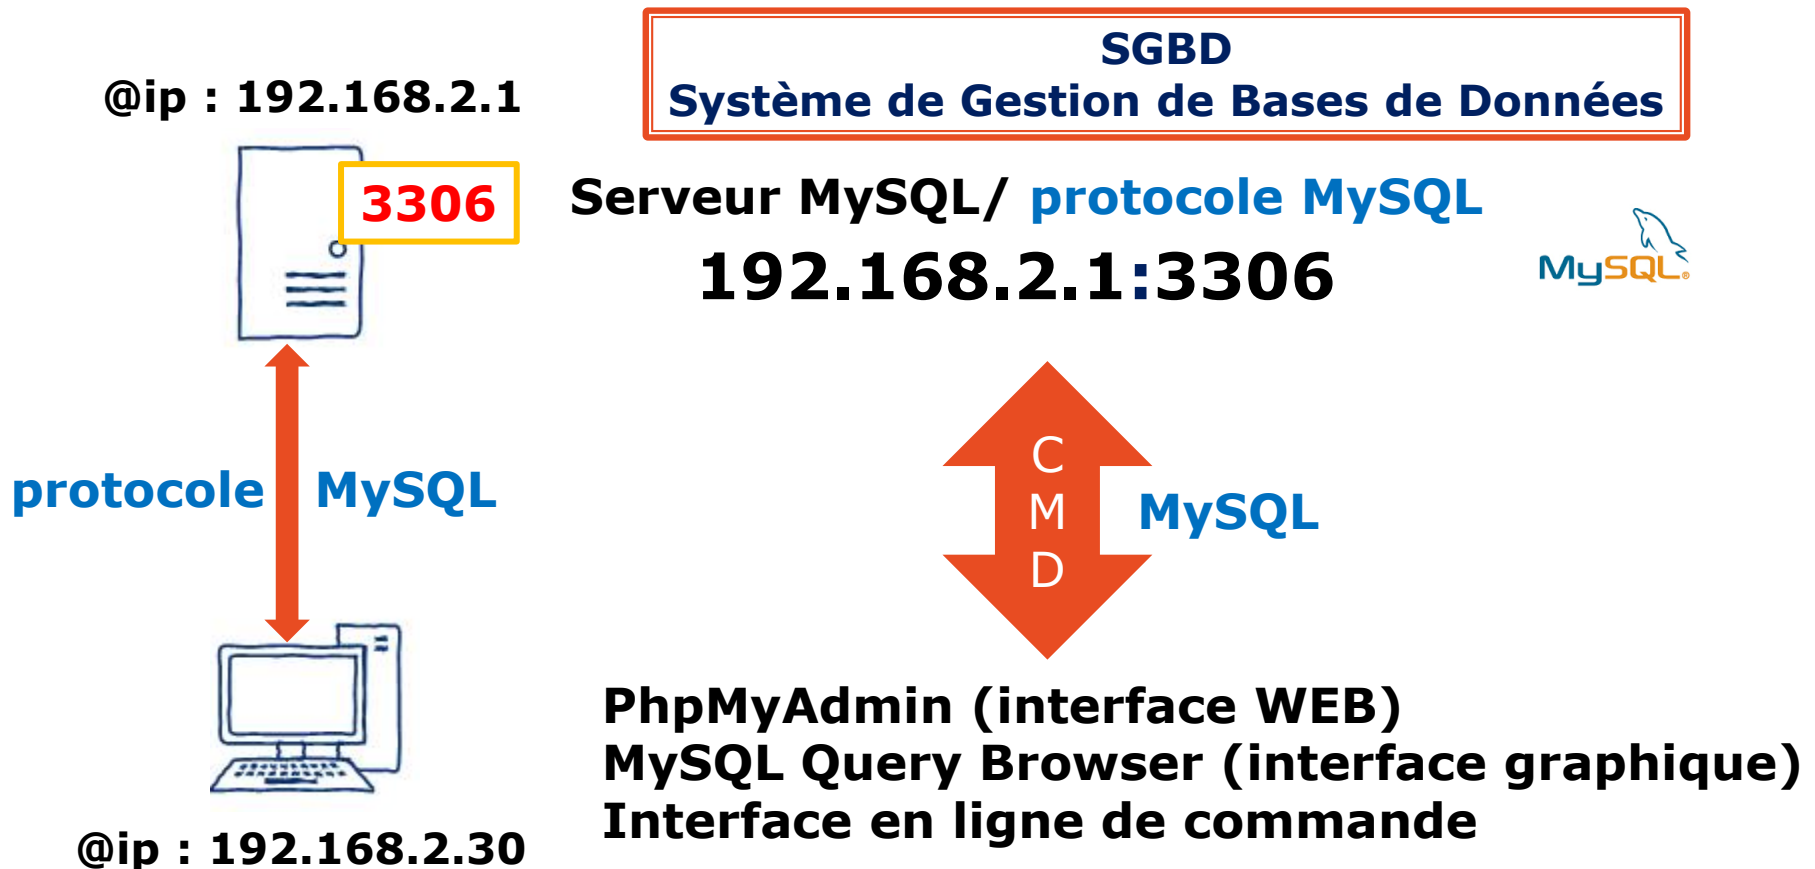 SGBD
Système de Gestion de Bases de Données
@ip : 192.168.2.1
3306
Serveur MySQL/ protocole MySQL
192.168.2.1:3306
MySQL®
protocole MySQL
C
M
D
MySQL
PhpMyAdmin (interface WEB)
MySQL Query Browser (interface graphique)
Interface en ligne de commande
@ip : 192.168.2.30